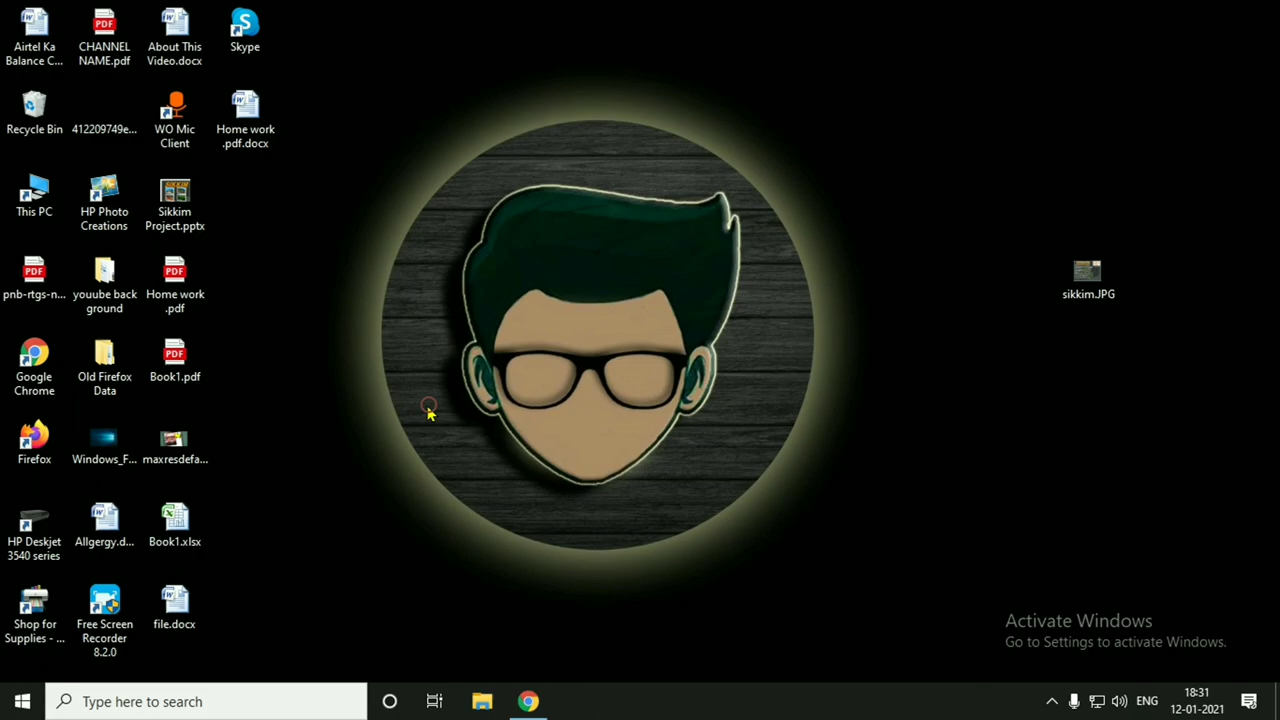 Airtel Ka
Balance C...
CHANNEL
NAME.pdf
About This
Video.docx
Skype
Recycle Bin
412209749e...
WO Mic
Client
Home work
.pdf.docx
This PC
HP Photo
Creations
SIKKIM
Sikkim
Project.pptx
PDF
pnb-rtgs-n...
youube back
ground
PDF
Home work
.pdf
sikkim.JPG
Google
Chrome
Old Firefox
Data
PDF
Book1.pdf
Firefox
Windows_F...
maxresdefa...
HP Deskjet
3540 series
Allgergy.d...
Book1.xlsx
Shop for
Supplies - ...
Free Screen
Recorder
8.2.0
file.docx
Activate Windows
Go to Settings to activate Windows.
Type here to search
ENG
18:31
12-01-2021